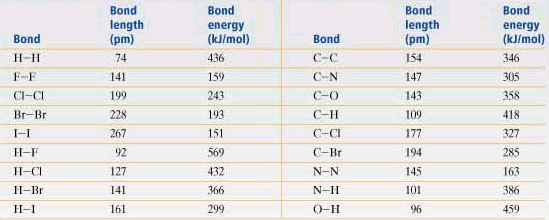 Bond Bond length (pm) Bond energy (kJ/mol) Bond Bond length (pm) Bond energy (kJ/mol)
H–H 74 436 C–C 154 346
F–F 141 159 C–N 147 305
Cl–Cl 199 243 C–O 143 358
Br–Br 228 193 C–H 109 418
I–I 267 151 C–Cl 177 327
H–F 92 569 C–Br 194 285
H–Cl 127 432 N–N 145 163
H–Br 141 366 N–H 101 386
H–I 161 299 O–H 96 459